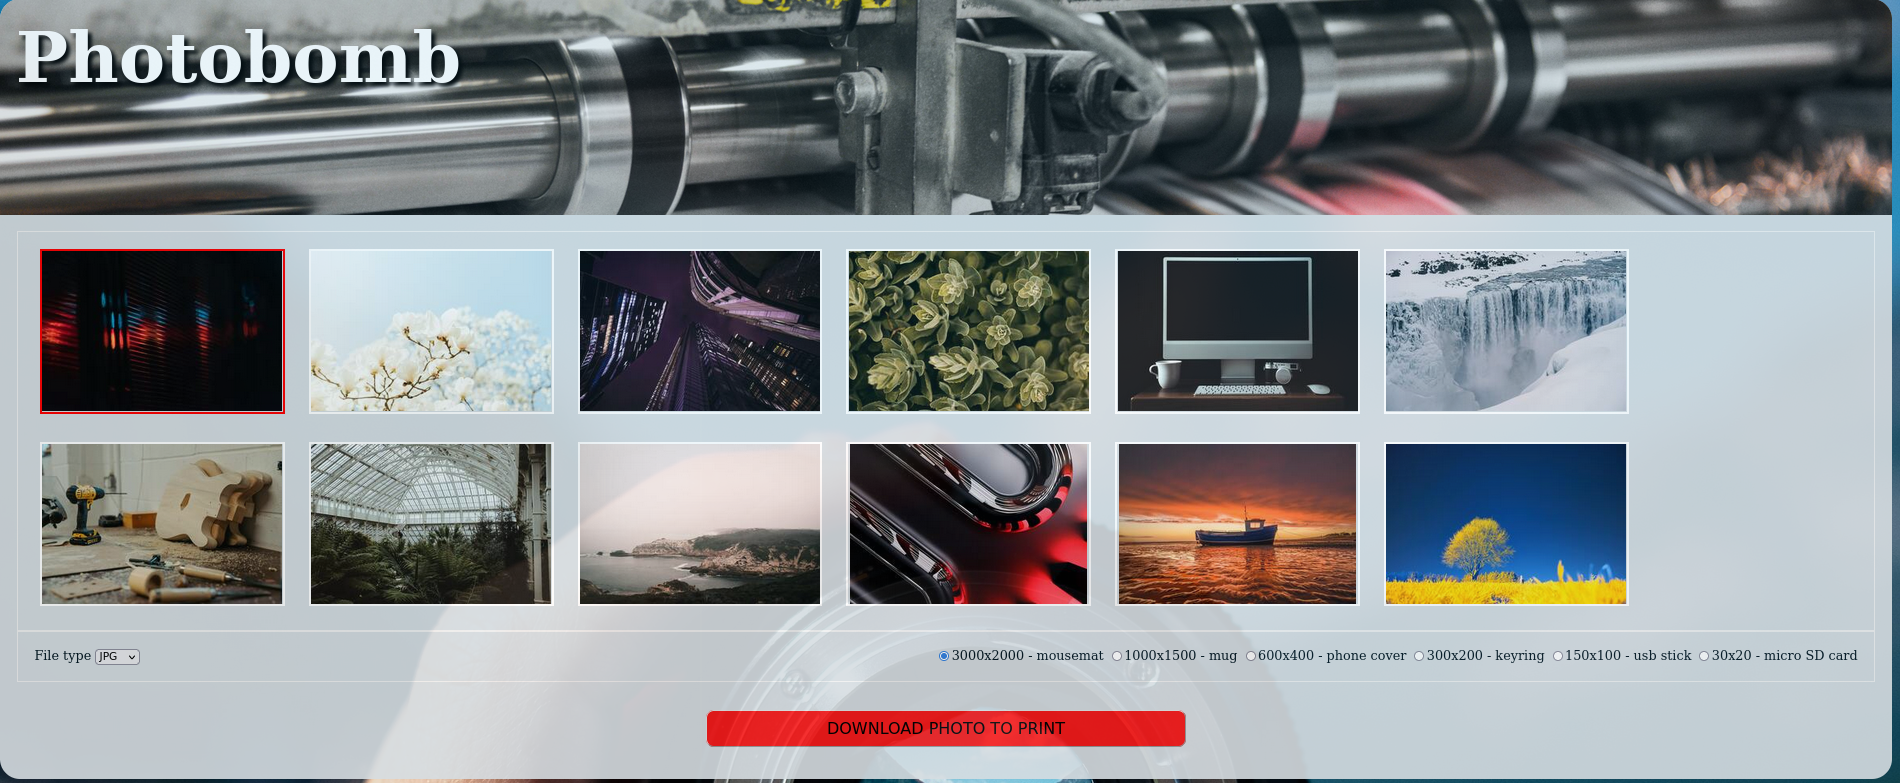 Photobomb
File type JPG 3000x2000 - mousemat 1000x1500 - mug 600x400 - phone cover 300x200 - keyring 150x100 - usb stick 30x20 - micro SD card
DOWNLOAD PHOTO TO PRINT